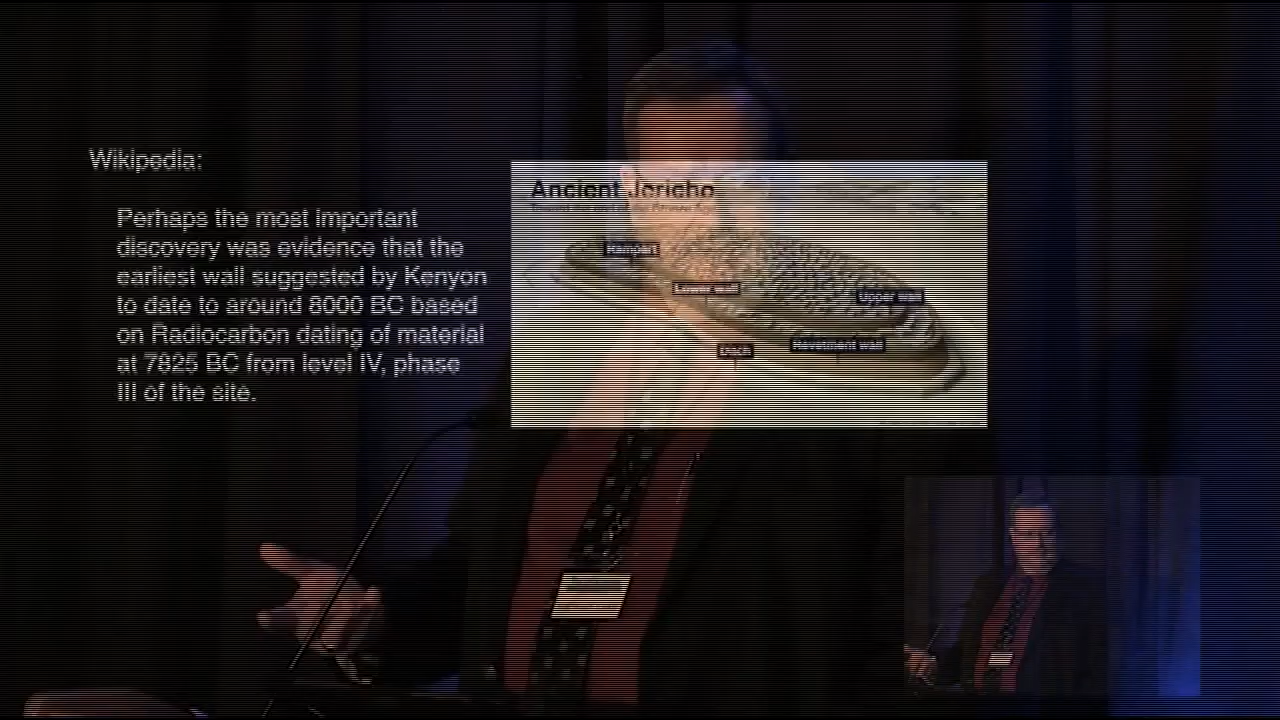 Wikipedia:
Perhaps the most important
discovery was evidence that the
earliest wall suggested by Kenyon
to date to around 8000 BC based
on Radiocarbon dating of material
at 7825 BC from level IV, phase
III of the site.
Ancient Jericho
Rampart
Lower wall
Upper wall
Ditch
Revetment wall